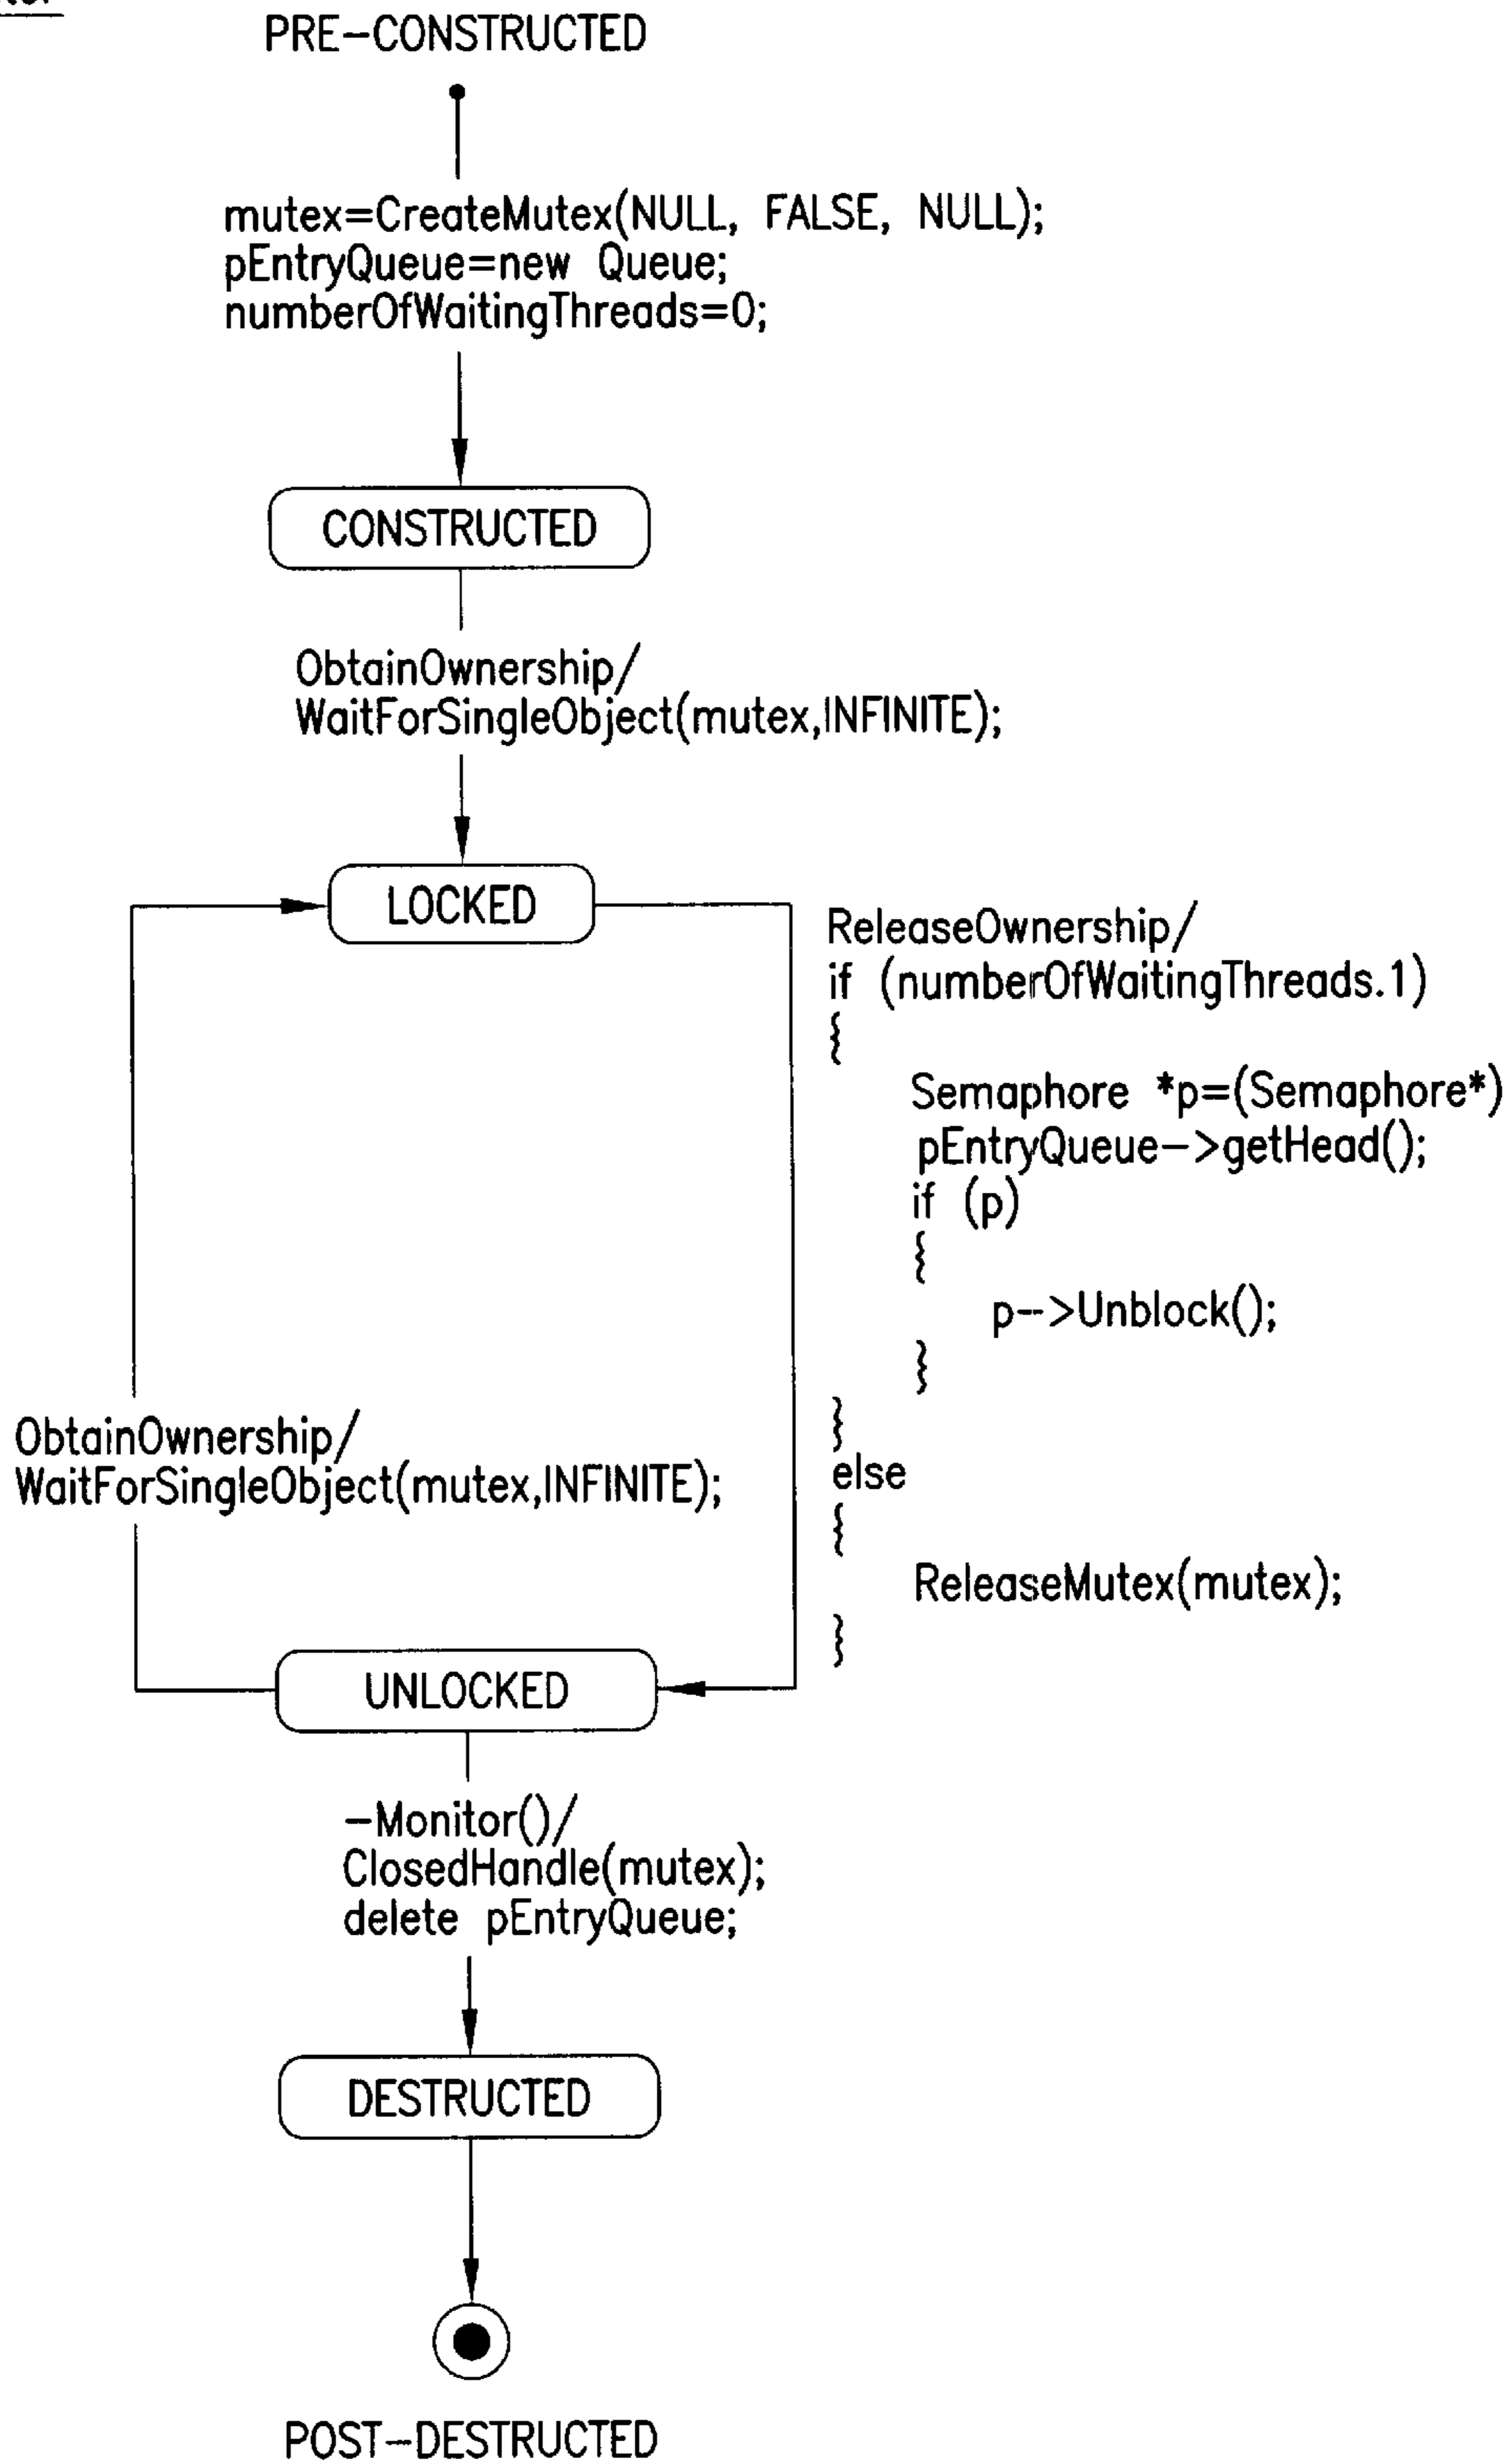 PRE-CONSTRUCTED
mutex=CreateMutex(NULL, FALSE, NULL);
pEntryQueue=new Queue;
numberOfWaitingThreads=0;
CONSTRUCTED
ObtainOwnership/
WaitForSingleObject(mutex,INFINITE);
LOCKED
ReleaseOwnership/
if (numberOfWaitingThreads.1)
{
Semaphore *p=(Semaphore*)
pEntryQueue->getHead();
if (p)
{
p-->Unblock();
}
}
else
{
ReleaseMutex(mutex);
}
ObtainOwnership/
WaitForSingleObject(mutex,INFINITE);
UNLOCKED
-Monitor()/
ClosedHandle(mutex);
delete pEntryQueue;
DESTRUCTED
POST-DESTRUCTED